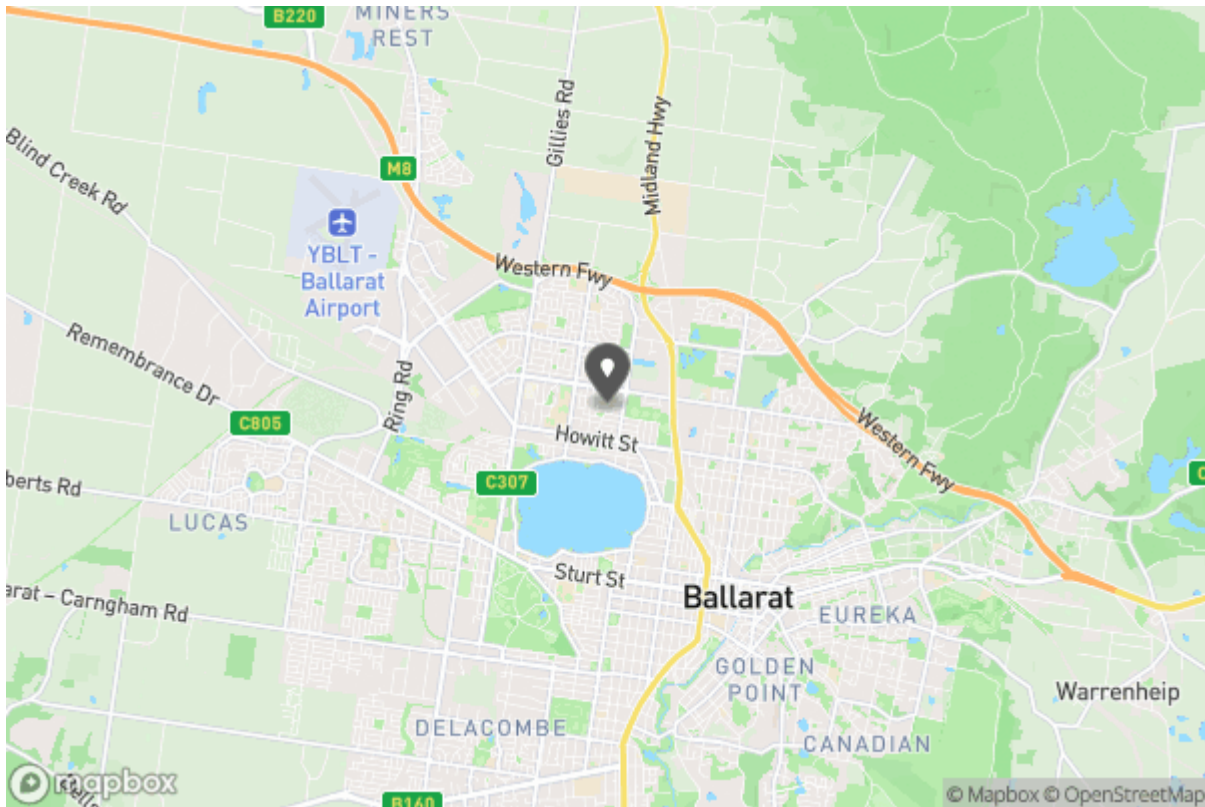 B220
MINERS
REST
Gillies Rd
Midland Hwy
Blind Creek Rd
M8
YBLT -
Ballarat
Airport
Western Fwy
Remembrance Dr
Ring Rd
C805
Howitt St
Western Fwy
C307
berts Rd
LUCAS
Sturt St
Ballarat
EUREKA
arat – Carngham Rd
GOLDEN
POINT
Warrenheip
DELACOMBE
CANADIAN
mapbox
B140
© Mapbox © OpenStreetMap